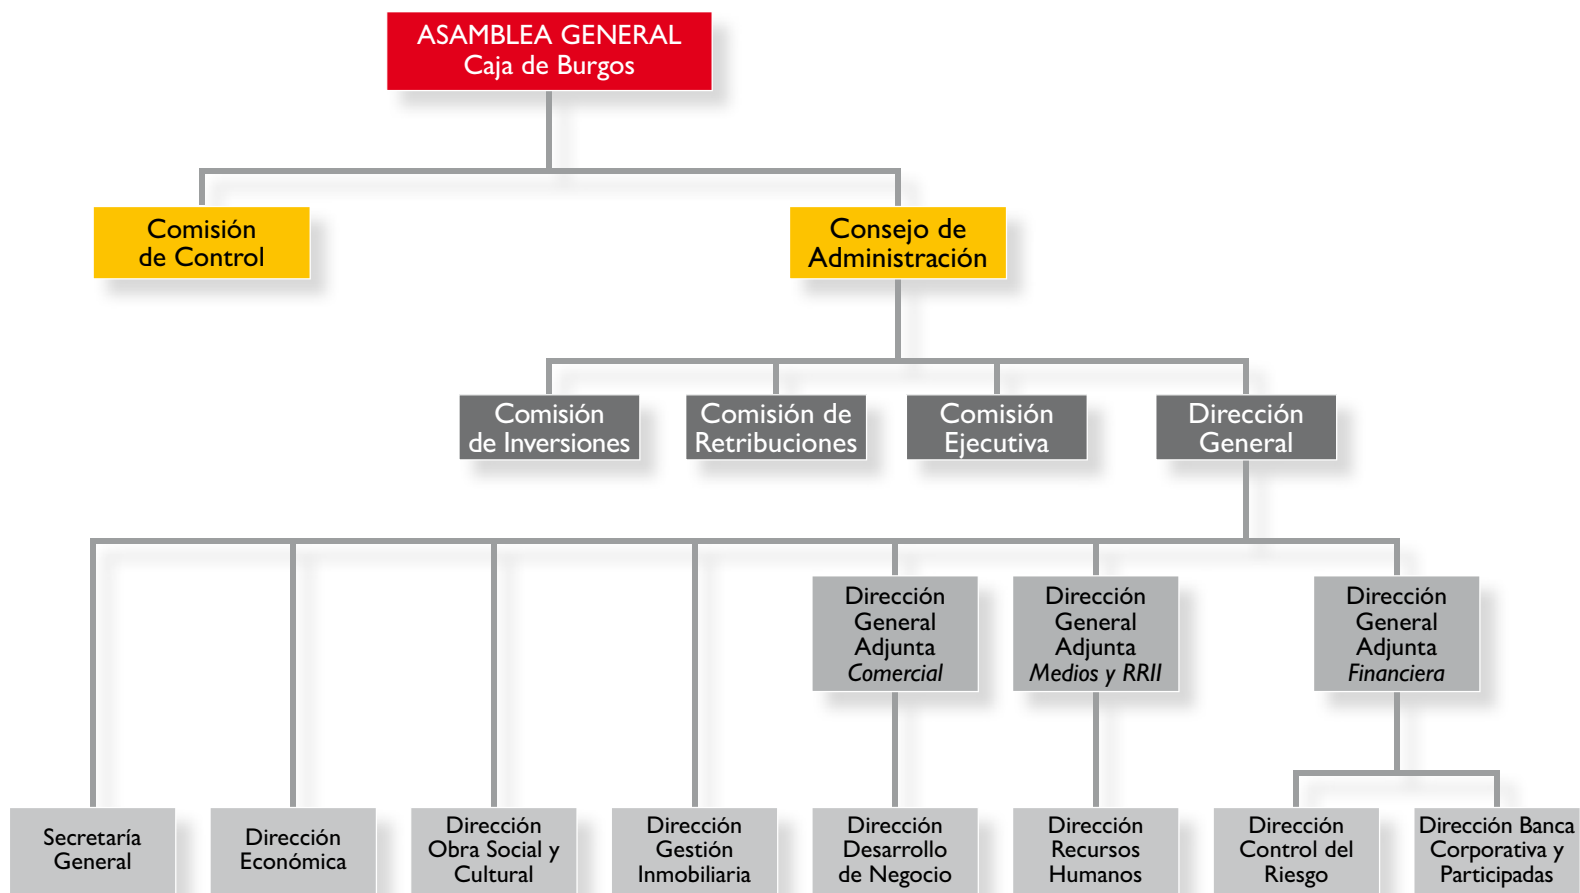 ASAMBLEA GENERAL
Caja de Burgos
Comisión
de Control
Consejo de
Administración
Comisión
de Inversiones
Comisión de
Retribuciones
Comisión
Ejecutiva
Dirección
General
Dirección
General
Adjunta
Comercial
Dirección
General
Adjunta
Medios y RRII
Dirección
General
Adjunta
Financiera
Secretaría
General
Dirección
Económica
Dirección
Obra Social y
Cultural
Dirección
Gestión
Inmobiliaria
Dirección
Desarrollo
de Negocio
Dirección
Recursos
Humanos
Dirección
Control del
Riesgo
Dirección Banca
Corporativa y
Participadas